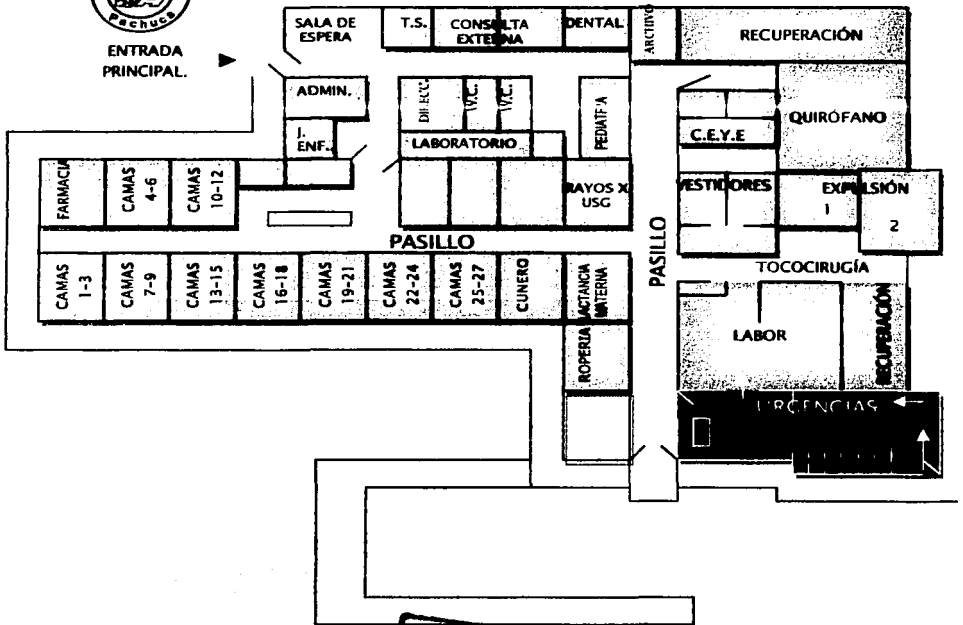 Pachuca
ENTRADA
PRINCIPAL.
SALA DE
ESPERA
T.S.
CONSULTA
EXTERNA
DENTAL
ARCHIVO
RECUPERACIÓN
ADMIN.
J.
ENF.
DIRECC.
W.C.
W.C.
LABORATORIO
PEDIATRIA
C.E.Y.E
QUIRÓFANO
FARMACIA
CAMAS
4-6
CAMAS
10-12
RAYOS X
USG
VESTIDORES
EXPULSIÓN
1
2
PASILLO
PASILLO
TOCOCIRUGÍA
CAMAS
1-3
CAMAS
7-9
CAMAS
13-15
CAMAS
16-18
CAMAS
19-21
CAMAS
22-24
CAMAS
25-27
CUNERO
LACTANCIA
MATERNA
ROPERIA
LABOR
RECUPERACIÓN
URGENCIAS